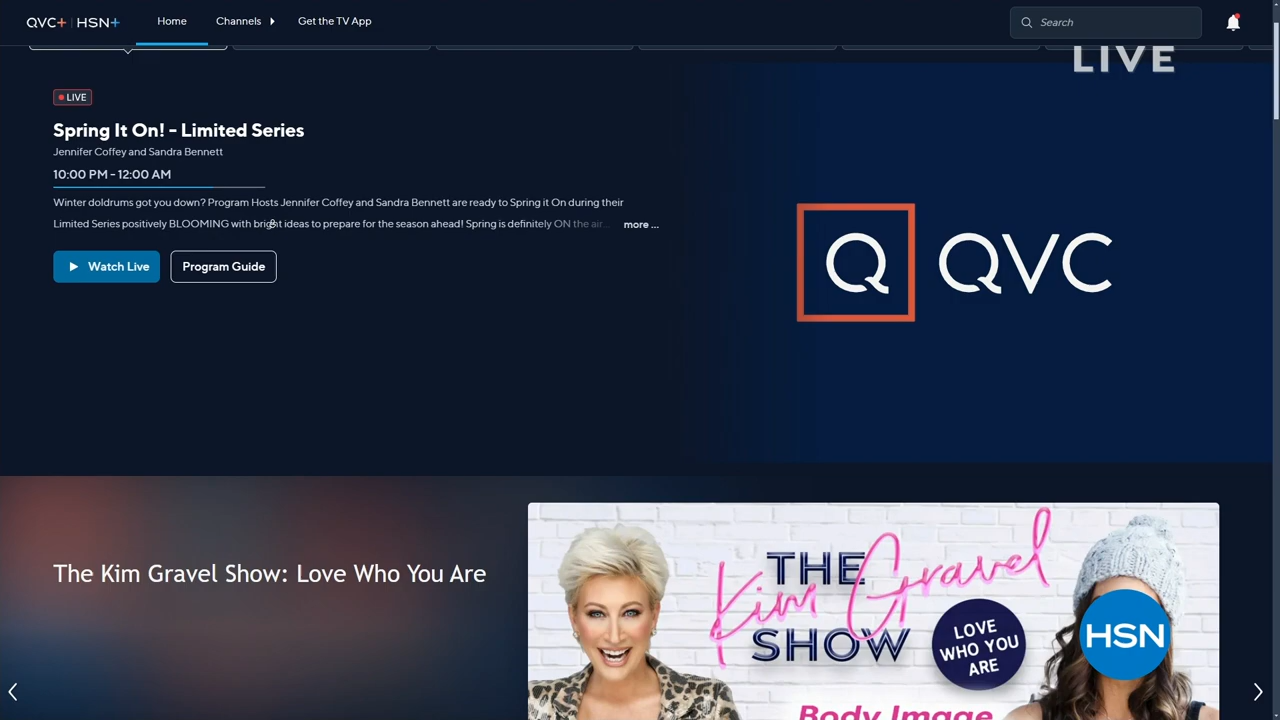 QVC+ | HSN+
Home
Channels
Get the TV App
Search
LIVE
LIVE
Spring It On! - Limited Series
Jennifer Coffey and Sandra Bennett
10:00 PM - 12:00 AM
Winter doldrums got you down? Program Hosts Jennifer Coffey and Sandra Bennett are ready to Spring it On during their
Limited Series positively BLOOMING with bright ideas to prepare for the season ahead! Spring is definitely ON the air... more ...
Watch Live
Program Guide
Q QVC
The Kim Gravel Show: Love Who You Are
THE
Kim Gravel
SHOW
LOVE
WHO YOU
ARE
HSN
Body Image